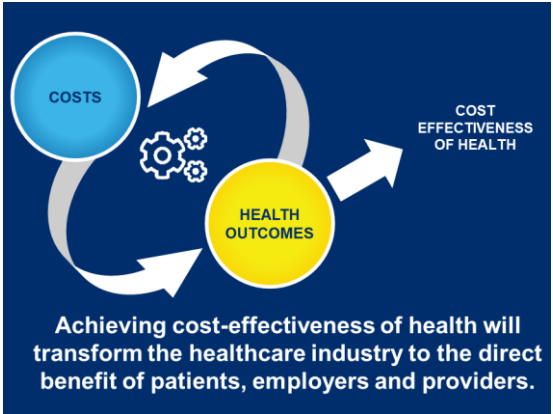 COSTS
COST
EFFECTIVENESS
OF HEALTH
HEALTH
OUTCOMES
Achieving cost-effectiveness of health will
transform the healthcare industry to the direct
benefit of patients, employers and providers.